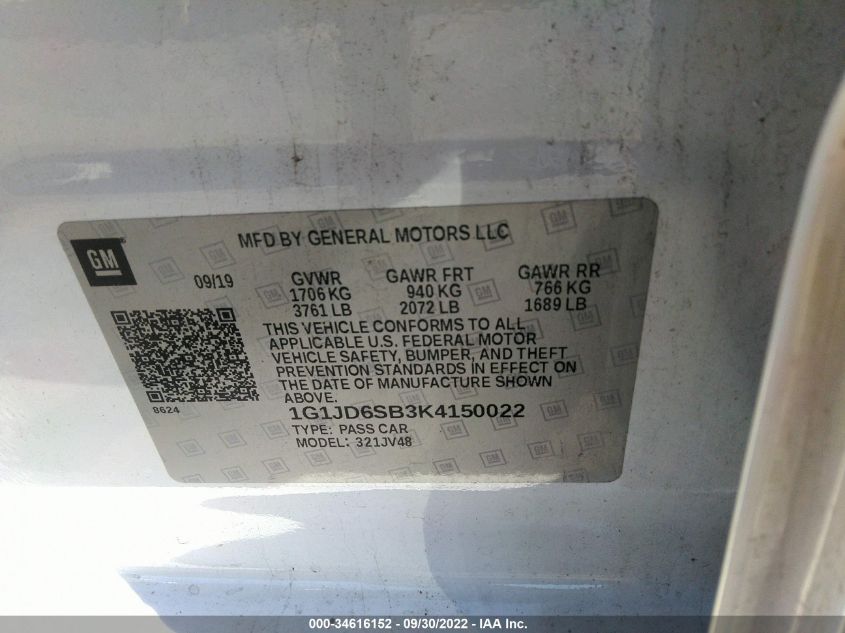 GM
MFD BY GENERAL MOTORS LLC
09/19
GVWR GAWR FRT GAWR RR
1706 KG 940 KG 766 KG
3761 LB 2072 LB 1689 LB
THIS VEHICLE CONFORMS TO ALL
APPLICABLE U.S. FEDERAL MOTOR
VEHICLE SAFETY, BUMPER, AND THEFT
PREVENTION STANDARDS IN EFFECT ON
THE DATE OF MANUFACTURE SHOWN
ABOVE.
8624
1G1JD6SB3K4150022
TYPE: PASS CAR
MODEL: 321JV48
000-34616152 — 09/30/2022 — IAA Inc.